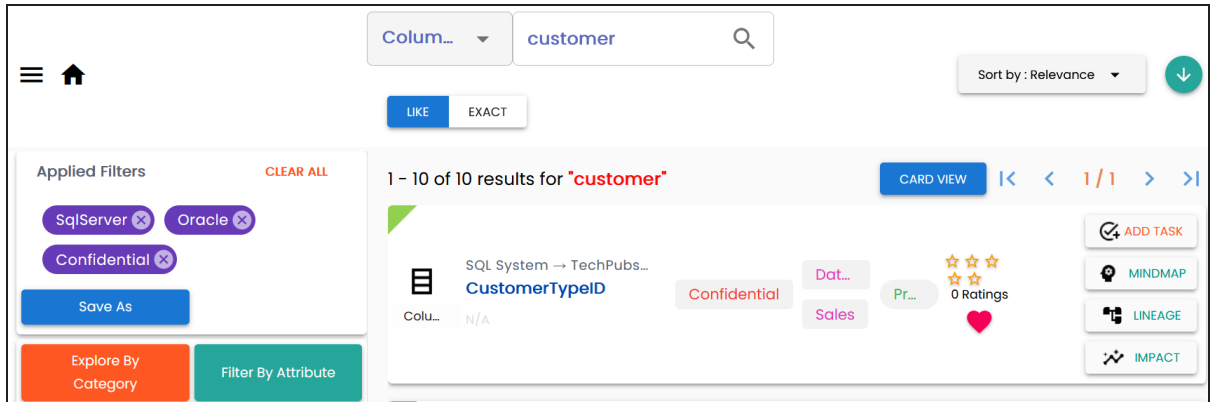 Colum...
customer
Sort by : Relevance
LIKE
EXACT
Applied Filters
CLEAR ALL
SqlServer
Oracle
Confidential
Save As
Explore By
Category
Filter By Attribute
1 - 10 of 10 results for "customer"
CARD VIEW
1 / 1
Colu...
SQL System → TechPubs...
CustomerTypeID
N/A
Confidential
Dat...
Sales
Pr...
0 Ratings
ADD TASK
MINDMAP
LINEAGE
IMPACT